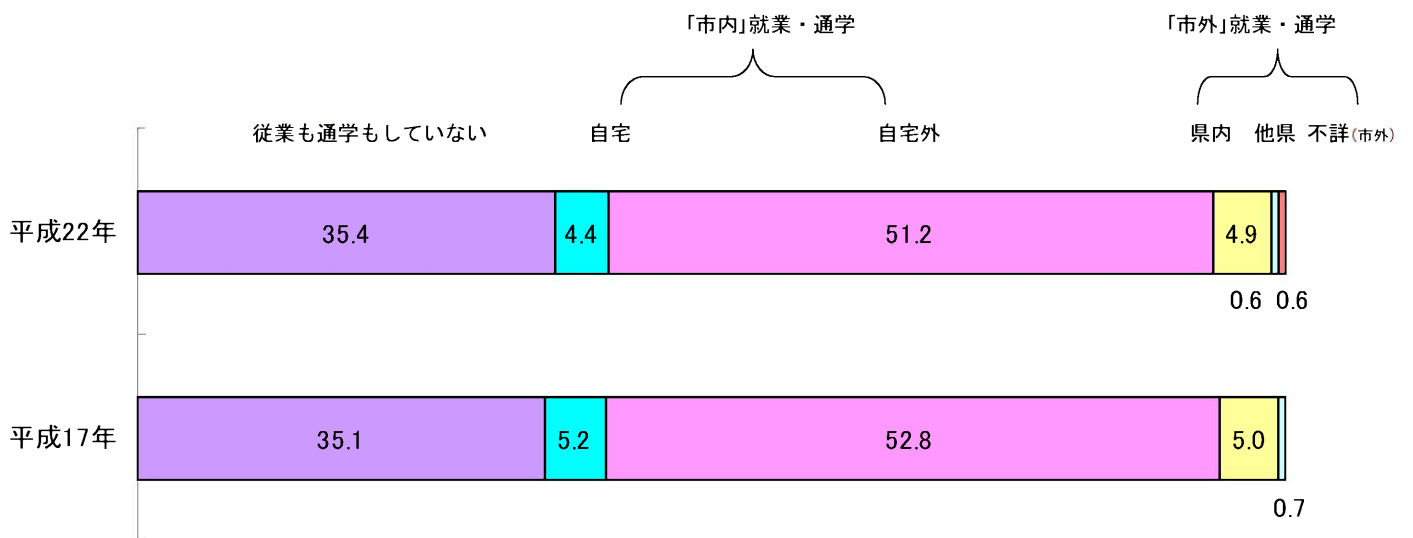 「市内」就業・通学 「市外」就業・通学
従業も通学もしていない 自宅 自宅外 県内 他県 不詳(市外)
平成22年 35.4 4.4 51.2 4.9
0.6 0.6
平成17年 35.1 5.2 52.8 5.0
0.7